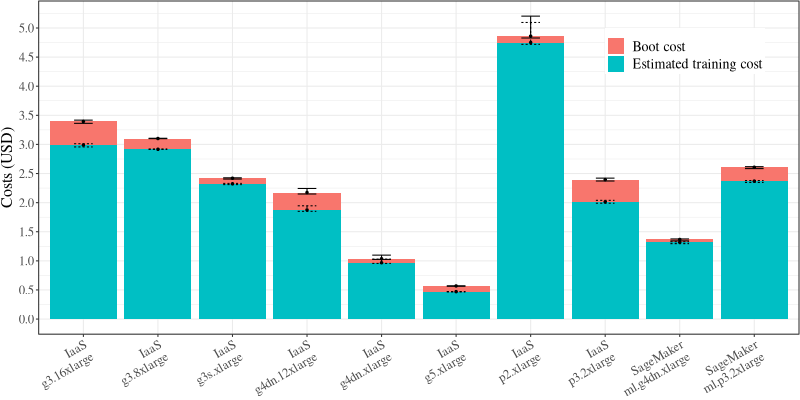 Costs (USD)
5.0
4.5
4.0
3.5
3.0
2.5
2.0
1.5
1.0
0.5
0.0
Boot cost
Estimated training cost
IaaS
g3.16xlarge
IaaS
g3.8xlarge
IaaS
g3s.xlarge
IaaS
g4dn.12xlarge
IaaS
g4dn.xlarge
IaaS
g5.xlarge
IaaS
p2.xlarge
IaaS
p3.2xlarge
SageMaker
ml.g4dn.xlarge
SageMaker
ml.p3.2xlarge